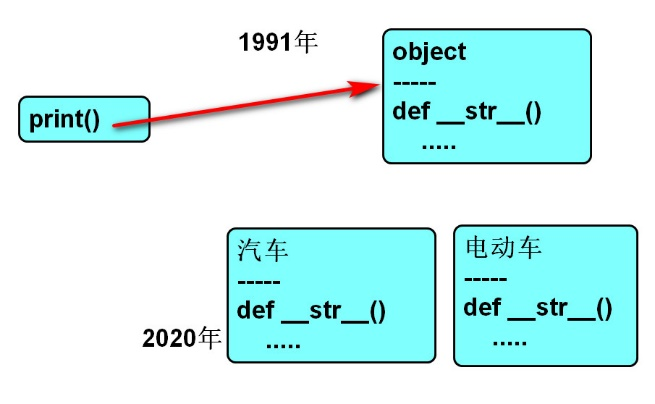 1991年
print()
object
-----
def __str__()
.....
2020年
汽车
-----
def __str__()
.....
电动车
-----
def __str__()
.....